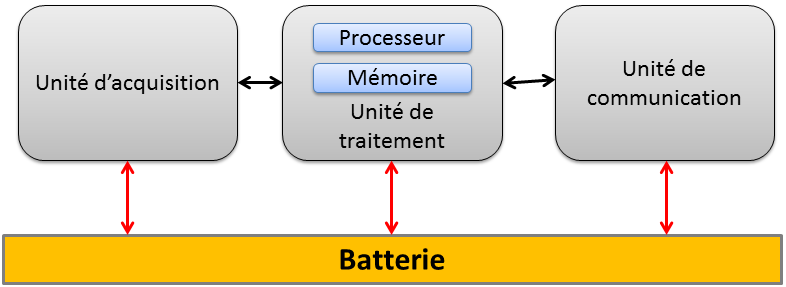 Unité d’acquisition
Processeur
Mémoire
Unité de
traitement
Unité de
communication
Batterie